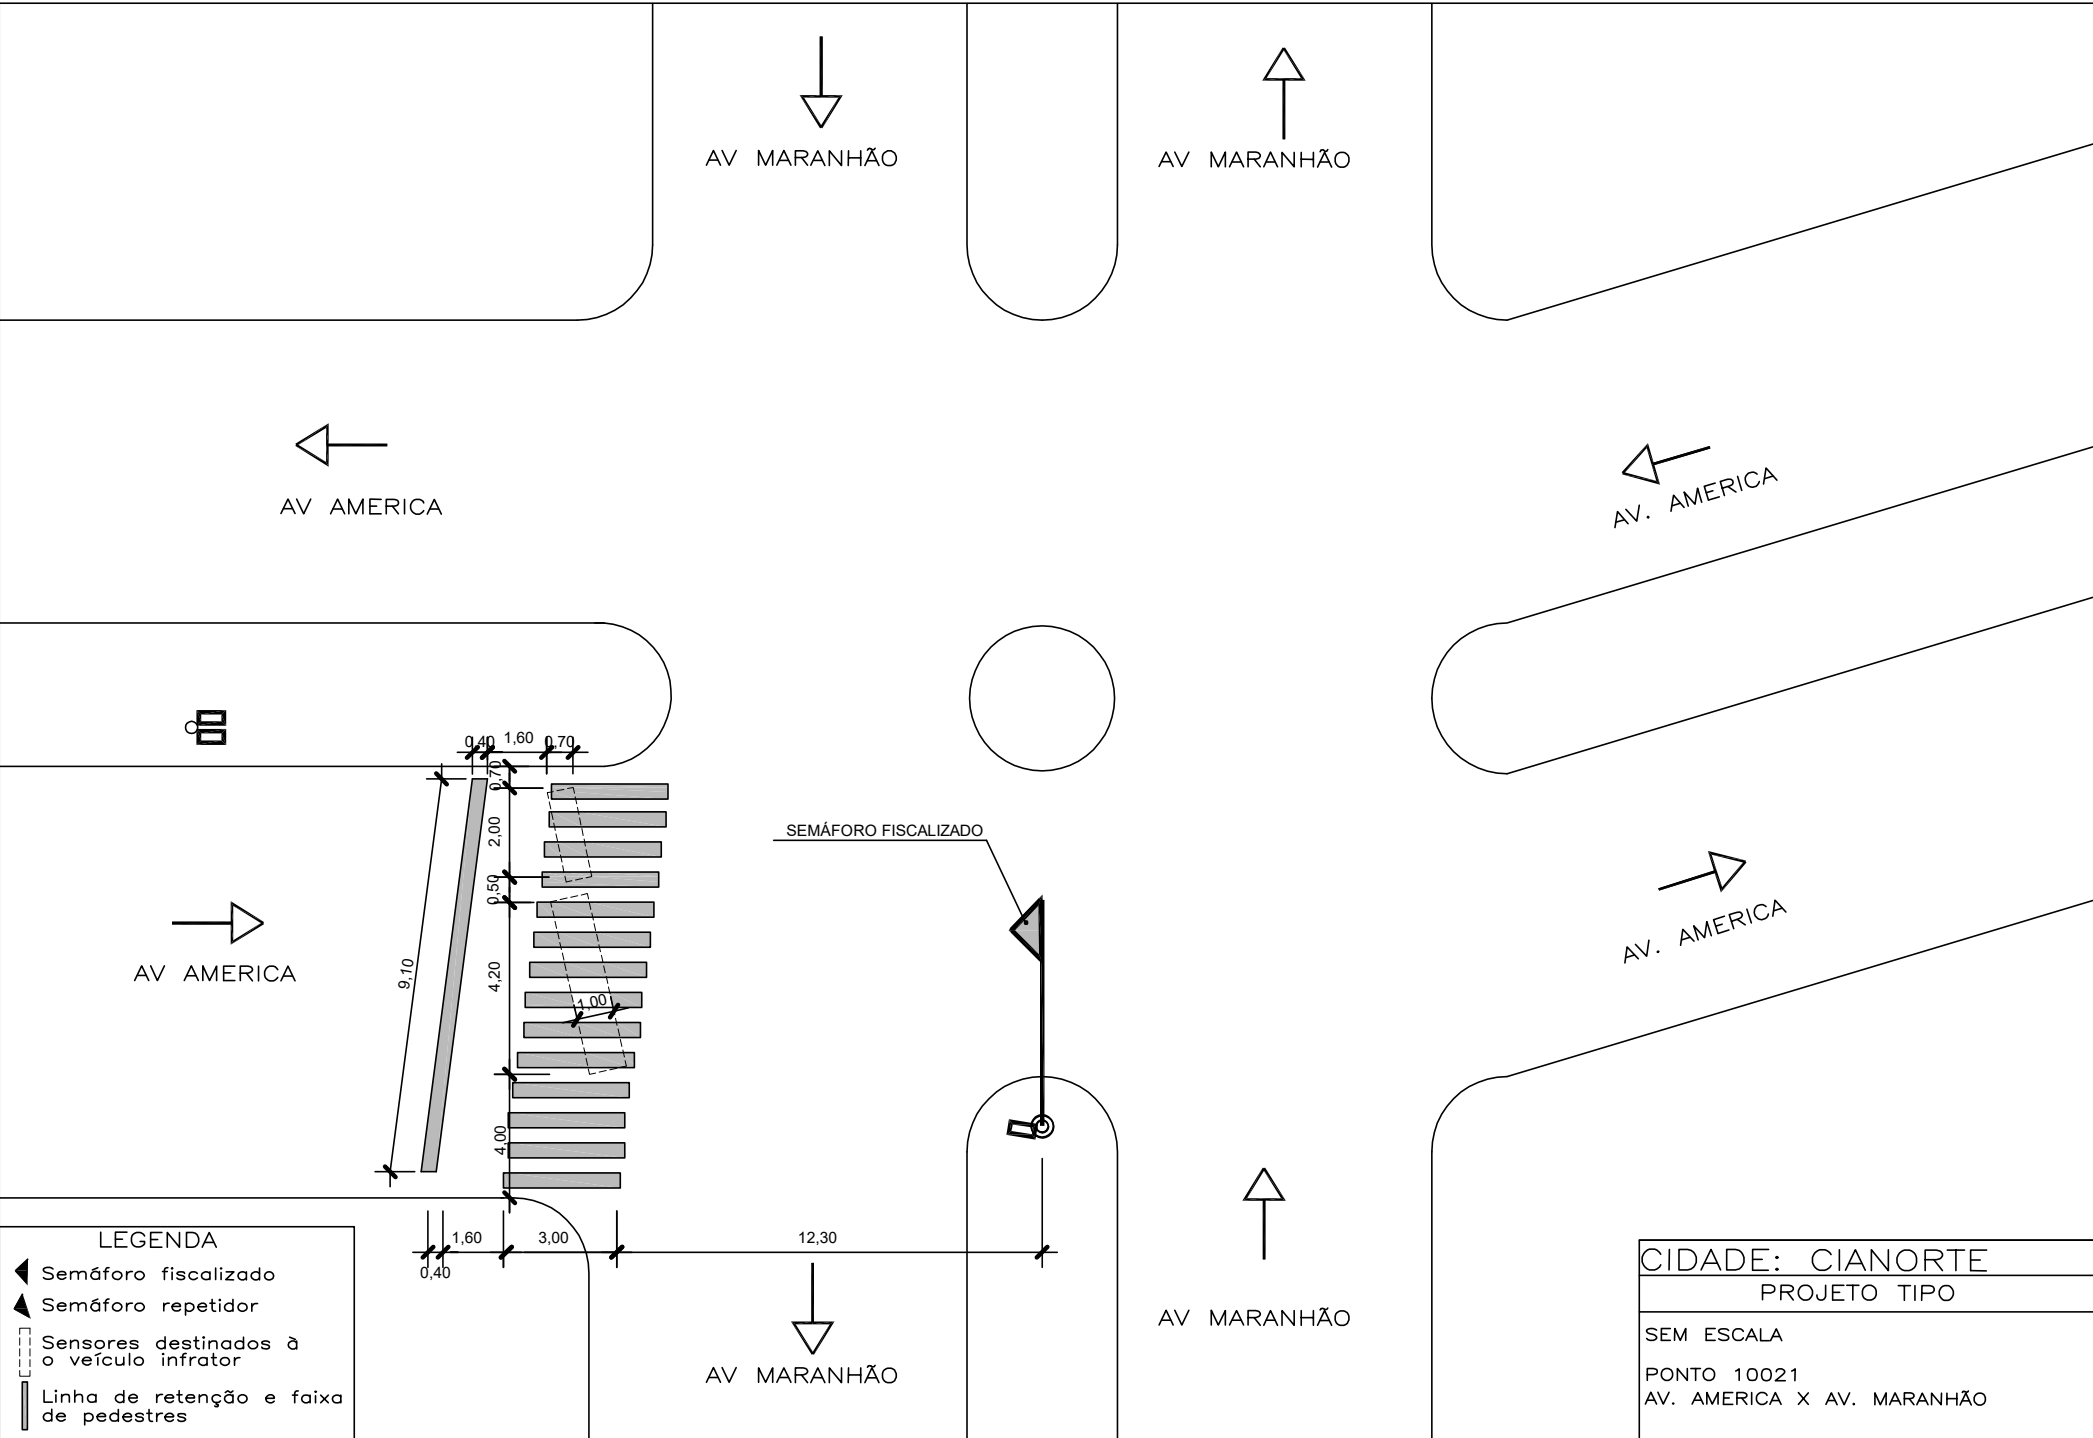 AV MARANHÃO
AV MARANHÃO
AV AMERICA
AV. AMERICA
0,40
1,60
0,70
0,70
2,00
0,50
4,20
4,00
9,10
1,00
SEMÁFORO FISCALIZADO
AV AMERICA
AV. AMERICA
1,60
3,00
12,30
0,40
AV MARANHÃO
AV MARANHÃO
LEGENDA
Semáforo fiscalizado
Semáforo repetidor
Sensores destinados à
o veículo infrator
Linha de retenção e faixa
de pedestres
CIDADE: CIANORTE
PROJETO TIPO
SEM ESCALA
PONTO 10021
AV. AMERICA X AV. MARANHÃO